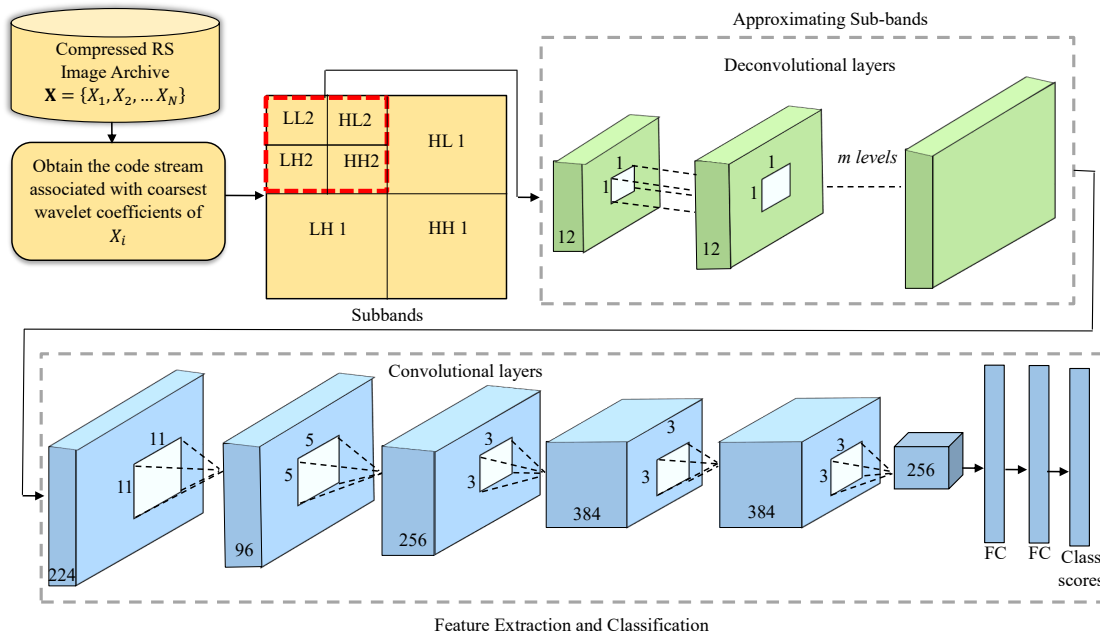 Approximating Sub-bands
Compressed RS
Image Archive
𝐗 = {𝑋₁, 𝑋₂, … 𝑋_N}
Obtain the code stream
associated with coarsest
wavelet coefficients of
𝑋ᵢ
LL2
HL2
LH2
HH2
HL 1
LH 1
HH 1
Subbands
Deconvolutional layers
1
1
12
1
1
12
m levels
Convolutional layers
11
11
224
5
5
96
3
3
256
3
3
384
3
3
384
256
FC
FC
Class
scores
Feature Extraction and Classification